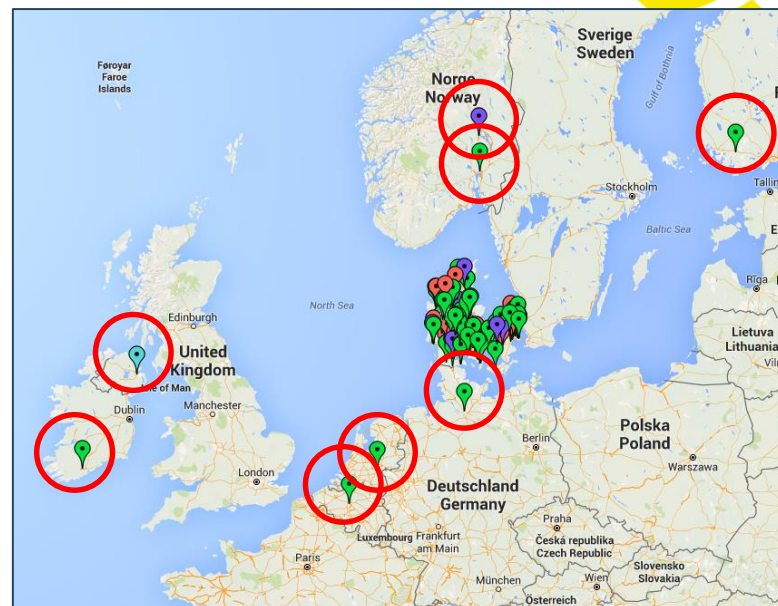 Sverige
Sweden
Føroyar
Faroe
Islands
Norge
Norway
Gulf of Bothnia
Stockholm
Tallin
Baltic Sea
Rīga
North Sea
Edinburgh
United
Kingdom
Isle of Man
Lietuva
Lithuania
Dublin
Manchester
Polska
Poland
Berlin
Warszawa
London
Deutschland
Germany
Praha
Česká republika
Czech Republic
Luxembourg
Frankfurt
am Main
Paris
Slovensko
Slovakia
München
Wien
Österreich